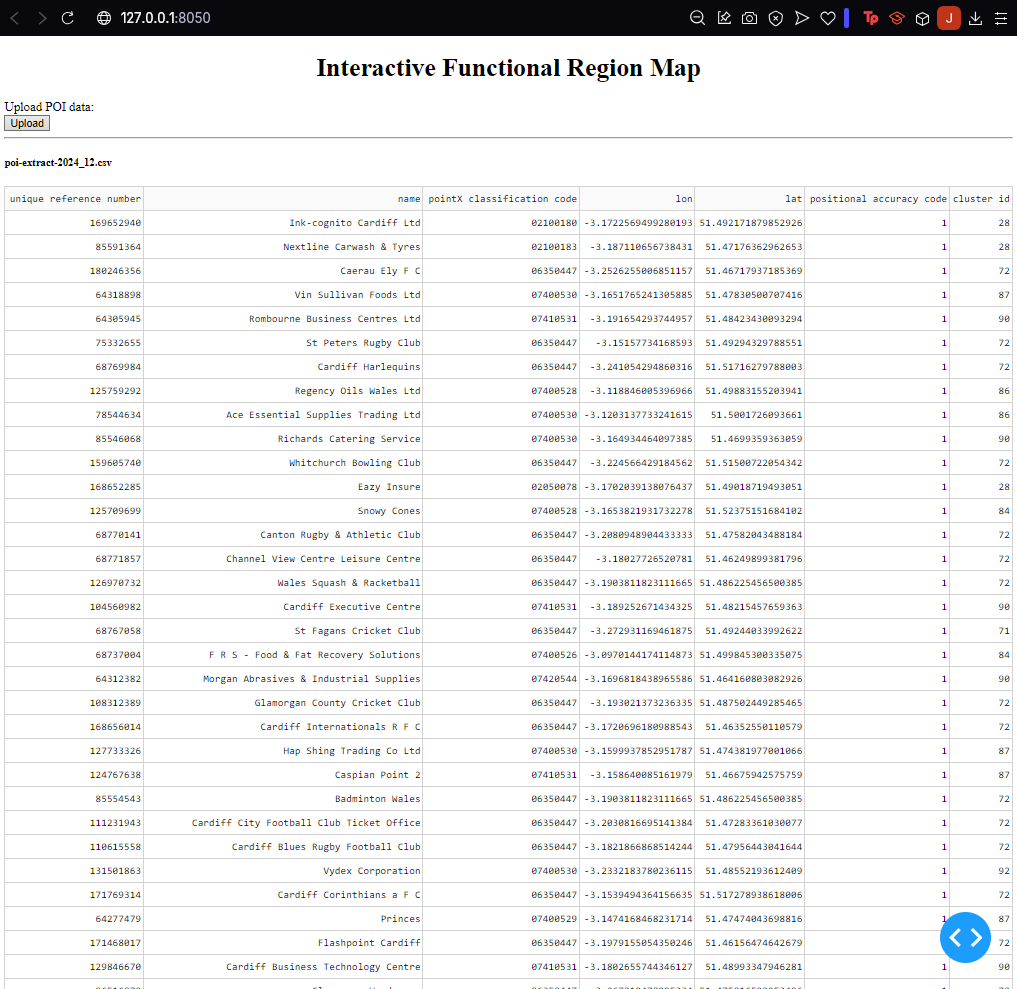 127.0.0.1:8050
Tp
J
Interactive Functional Region Map
Upload POI data:
Upload
poi-extract-2024_12.csv
unique reference number name pointX classification code lon lat positional accuracy code cluster id
169652940 Ink-cognito Cardiff Ltd 02100180 -3.1722569499280193 51.492171879852926 1 28
85591364 Nextline Carwash & Tyres 02100183 -3.187110656738431 51.47176362962653 1 28
180246356 Caerau Ely F C 06350447 -3.2526255006851157 51.46717937185369 1 72
64318898 Vin Sullivan Foods Ltd 07400530 -3.1651765241305885 51.47830500707416 1 87
64305945 Rombourne Business Centres Ltd 07410531 -3.191654293744957 51.48423430093294 1 90
75332655 St Peters Rugby Club 06350447 -3.15157734168593 51.49294329788551 1 72
68769984 Cardiff Harlequins 06350447 -3.241054294860316 51.51716279788003 1 72
125759292 Regency Oils Wales Ltd 07400528 -3.118846005396966 51.49883155203941 1 86
78544634 Ace Essential Supplies Trading Ltd 07400530 -3.1203137733241615 51.5001726093661 1 86
85546068 Richards Catering Service 07400530 -3.164934464097385 51.4699359363059 1 90
159605740 Whitchurch Bowling Club 06350447 -3.224566429184562 51.51500722054342 1 72
168652285 Eazy Insure 02050078 -3.1702039138076437 51.49018719493051 1 28
125709699 Snowy Cones 07400528 -3.1653821931732278 51.52375151684102 1 84
68770141 Canton Rugby & Athletic Club 06350447 -3.2080948904433333 51.47582043488184 1 72
68771857 Channel View Centre Leisure Centre 06350447 -3.18027726520781 51.46249899381796 1 72
126970732 Wales Squash & Racketball 06350447 -3.1903811823111665 51.486225456500385 1 72
104560982 Cardiff Executive Centre 07410531 -3.189252671434325 51.48215457659363 1 90
68767058 St Fagans Cricket Club 06350447 -3.272931169461875 51.49244033992622 1 71
68737004 F R S - Food & Fat Recovery Solutions 07400526 -3.0970144174114873 51.499845300335075 1 84
64312382 Morgan Abrasives & Industrial Supplies 07420544 -3.1696818438965586 51.464160803082926 1 90
108312389 Glamorgan County Cricket Club 06350447 -3.193021373236335 51.487502449285465 1 72
168656014 Cardiff Internationals R F C 06350447 -3.1720696180988543 51.46352550110579 1 72
127733326 Hap Shing Trading Co Ltd 07400530 -3.1599937852951787 51.474381977001066 1 87
124767638 Caspian Point 2 07410531 -3.158640085161979 51.46675942575759 1 87
85554543 Badminton Wales 06350447 -3.1903811823111665 51.486225456500385 1 72
111231943 Cardiff City Football Club Ticket Office 06350447 -3.2030816695141384 51.47283361030077 1 72
110615558 Cardiff Blues Rugby Football Club 06350447 -3.1821866868514244 51.47956443041644 1 72
131501863 Vydex Corporation 07400530 -3.2332183780236115 51.48552193612409 1 92
171769314 Cardiff Corinthians a F C 06350447 -3.1539494364156635 51.517278938618006 1 72
64277479 Princes 07400529 -3.1474168468231714 51.47474043698816 1 87
171468017 Flashpoint Cardiff 06350447 -3.1979155054350246 51.46156474642679 72
129846670 Cardiff Business Technology Centre 07410531 -3.1802655744346127 51.48993347946281 1 90